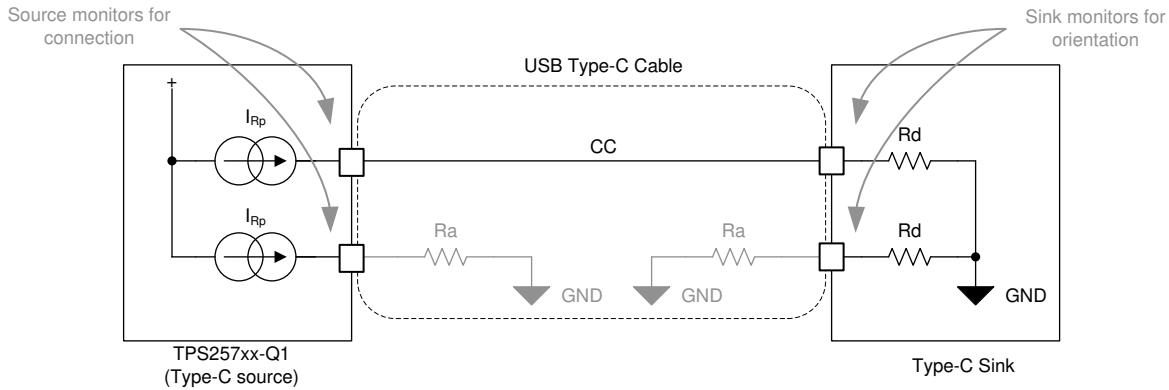 Source monitors for
connection
Sink monitors for
orientation
USB Type-C Cable
+
IRp
CC
Rd
IRp
Ra
Ra
Rd
GND
GND
GND
TPS257xx-Q1
(Type-C source)
Type-C Sink